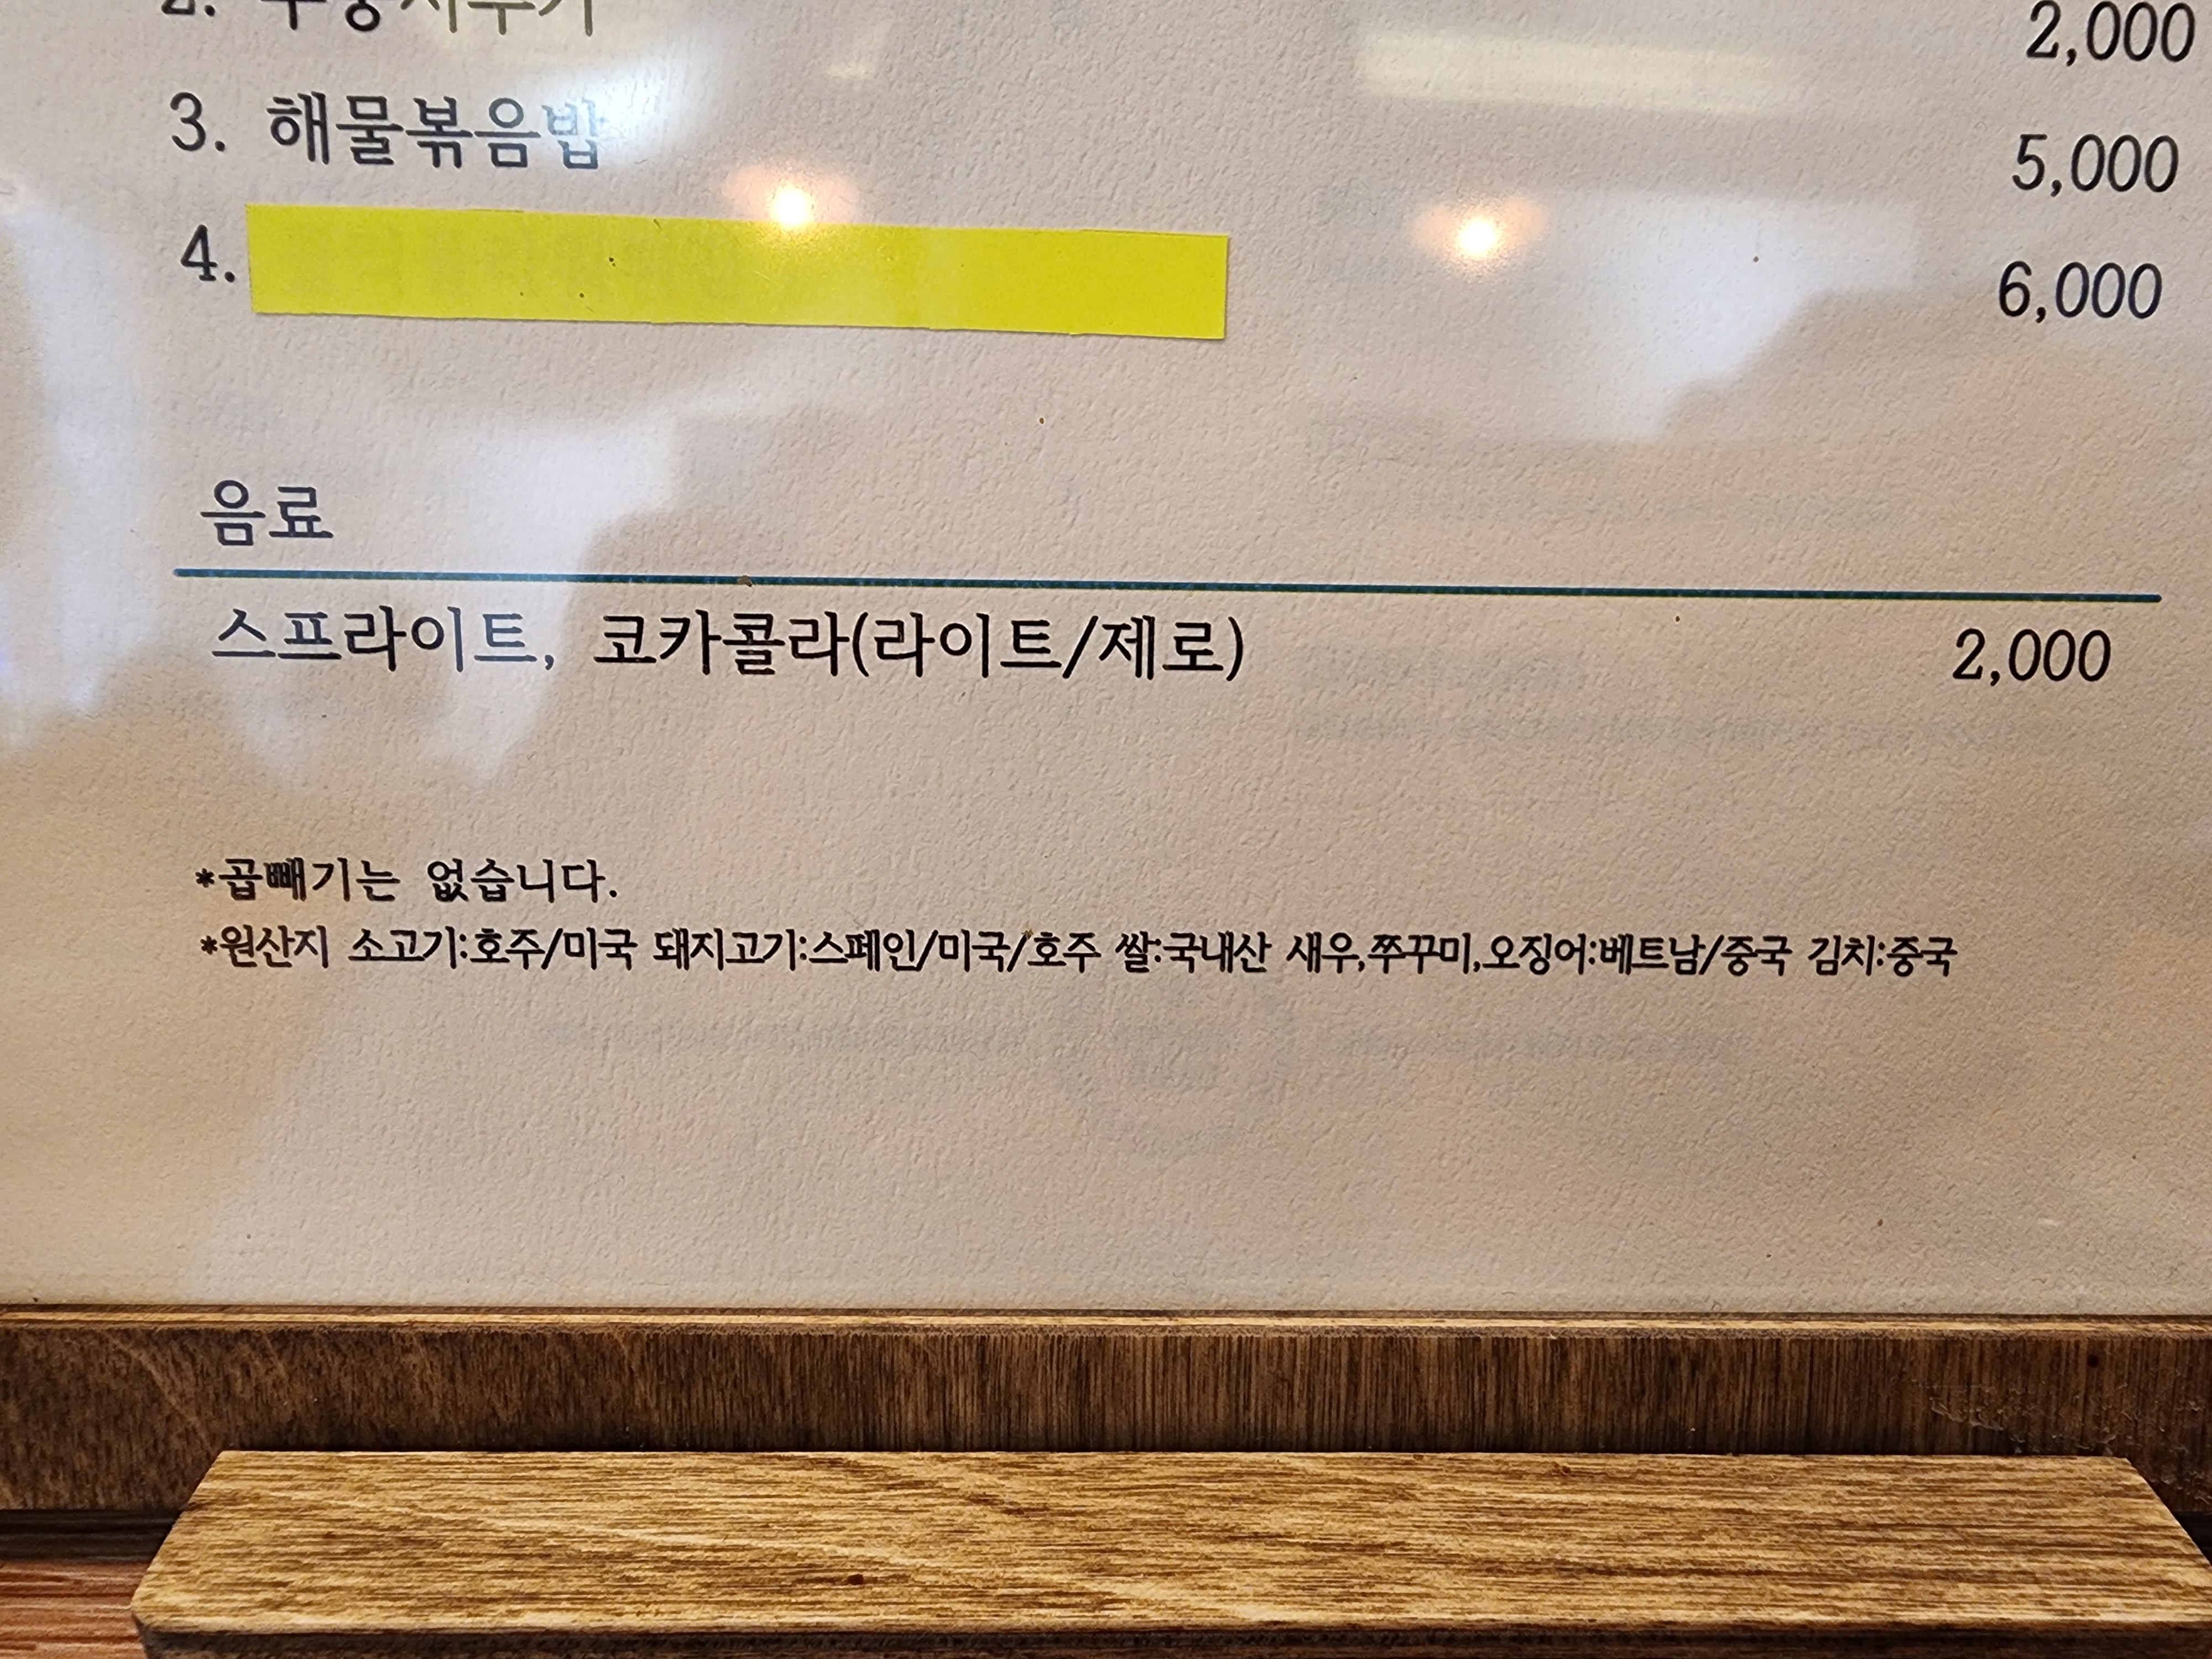 2. 2,000
3. 해물볶음밥 5,000
4. 6,000
음료
스프라이트, 코카콜라(라이트/제로) 2,000
*곱빼기는 없습니다.
*원산지 소고기:호주/미국 돼지고기:스페인/미국/호주 쌀:국내산 새우,쭈꾸미,오징어:베트남/중국 김치:중국